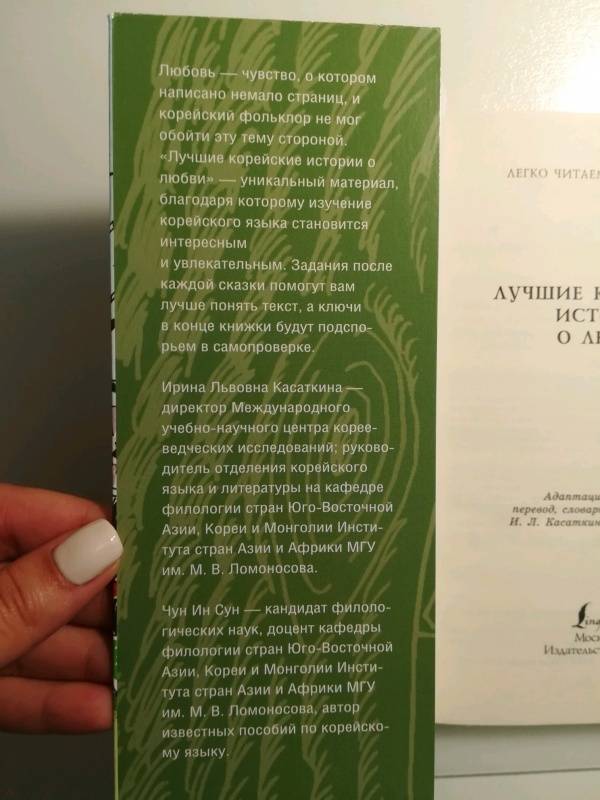 Любовь — чувство, о котором
написано немало страниц, и
корейский фольклор не мог
обойти эту тему стороной.
«Лучшие корейские истории о
любви» — уникальный материал,
благодаря которому изучение
корейского языка становится
интересным
и увлекательным. Задания после
каждой сказки помогут вам
лучше понять текст, а ключи
в конце книжки будут подспо-
рьем в самопроверке.
Ирина Львовна Касаткина —
директор Международного
учебно-научного центра корее-
ведческих исследований; руково-
дитель отделения корейского
языка и литературы на кафедре
филологии стран Юго-Восточной
Азии, Кореи и Монголии Инсти-
тута стран Азии и Африки МГУ
им. М. В. Ломоносова.
Чун Ин Сун — кандидат филоло-
гических наук, доцент кафедры
филологии стран Юго-Восточной
Азии, Кореи и Монголии Инсти-
тута стран Азии и Африки МГУ
им. М. В. Ломоносова, автор
известных пособий по корейско-
му языку.
ЛЕГКО ЧИТАЕМ
ЛУЧШИЕ К
ИСТ
О Л
Адаптаци
перевод, словар
И. Л. Касаткин
Ling
Моск
Издательст